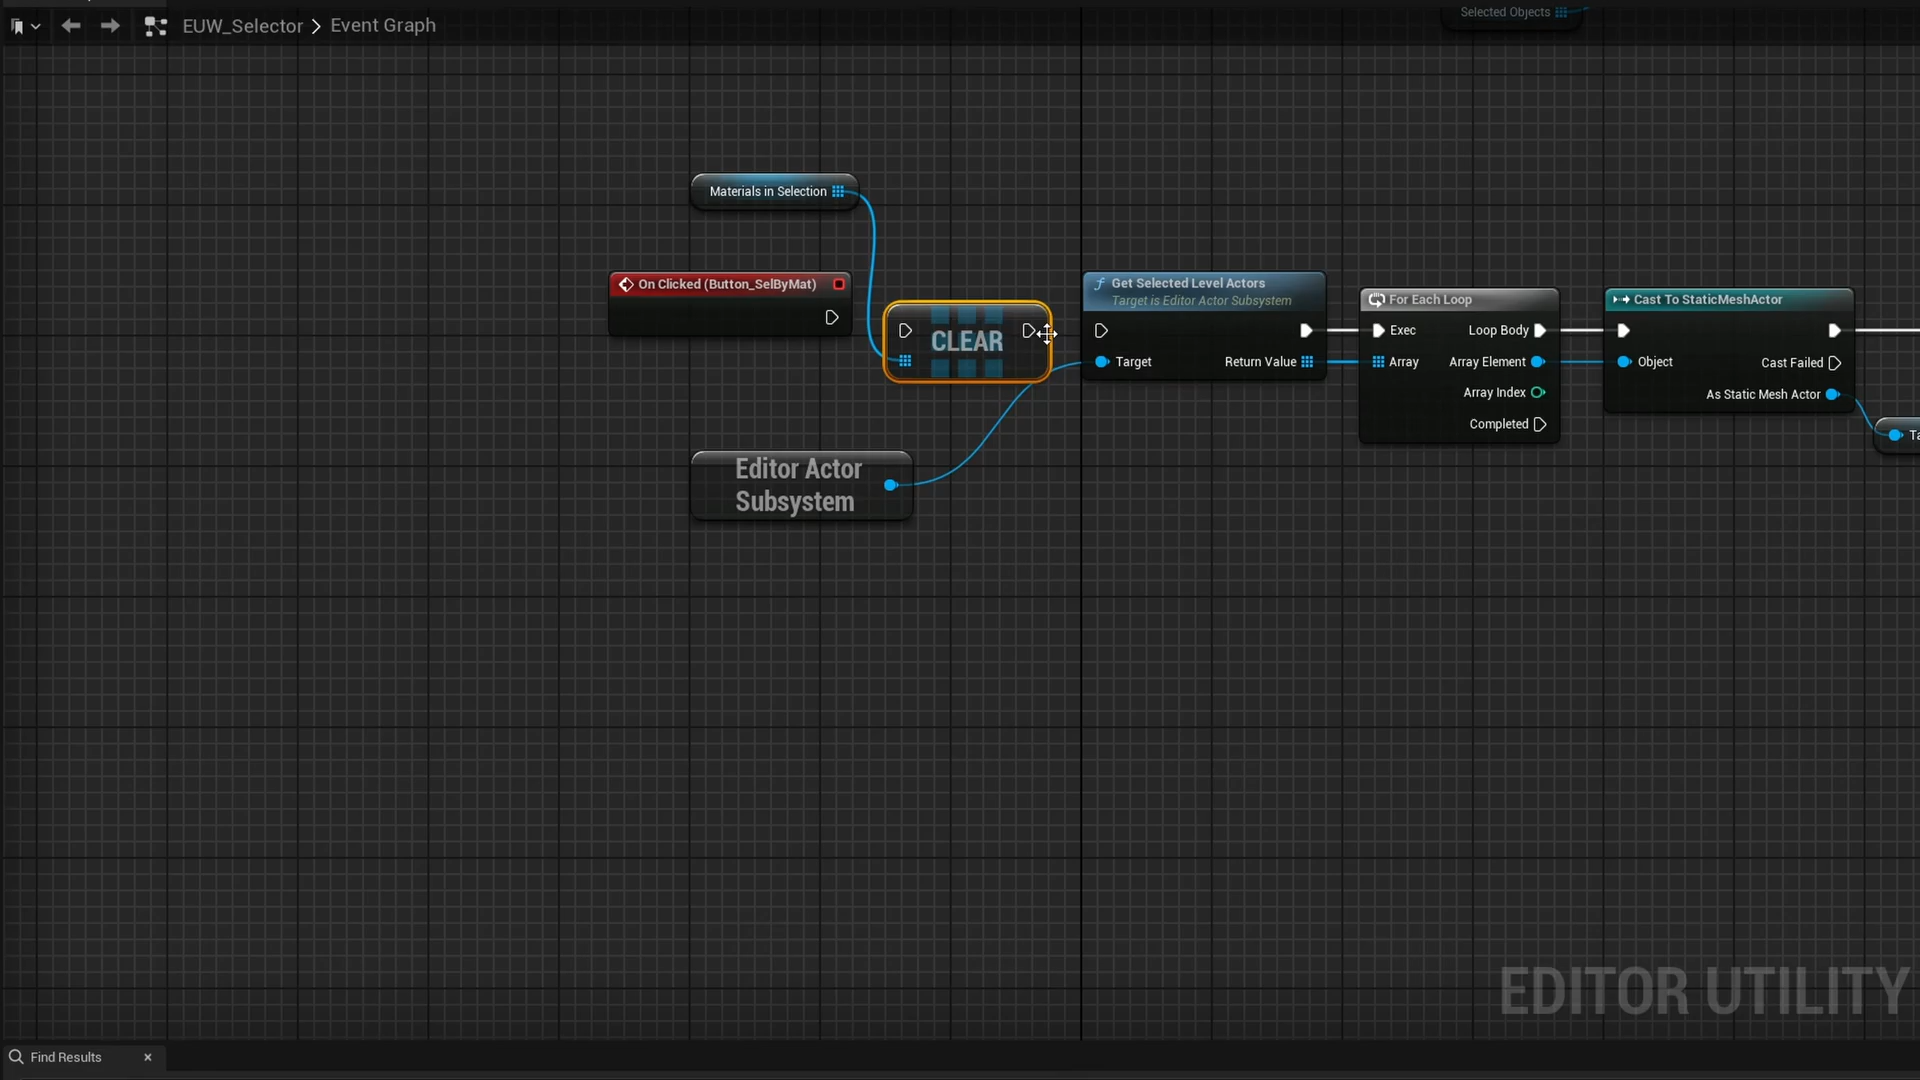 EUW_Selector > Event Graph
Selected Objects
Materials in Selection
On Clicked (Button_SelByMat)
CLEAR
Get Selected Level Actors
Target is Editor Actor Subsystem
Target
Return Value
For Each Loop
Exec
Loop Body
Array
Array Element
Array Index
Completed
Cast To StaticMeshActor
Object
Cast Failed
As Static Mesh Actor
Editor Actor
Subsystem
EDITOR UTILITY
Find Results